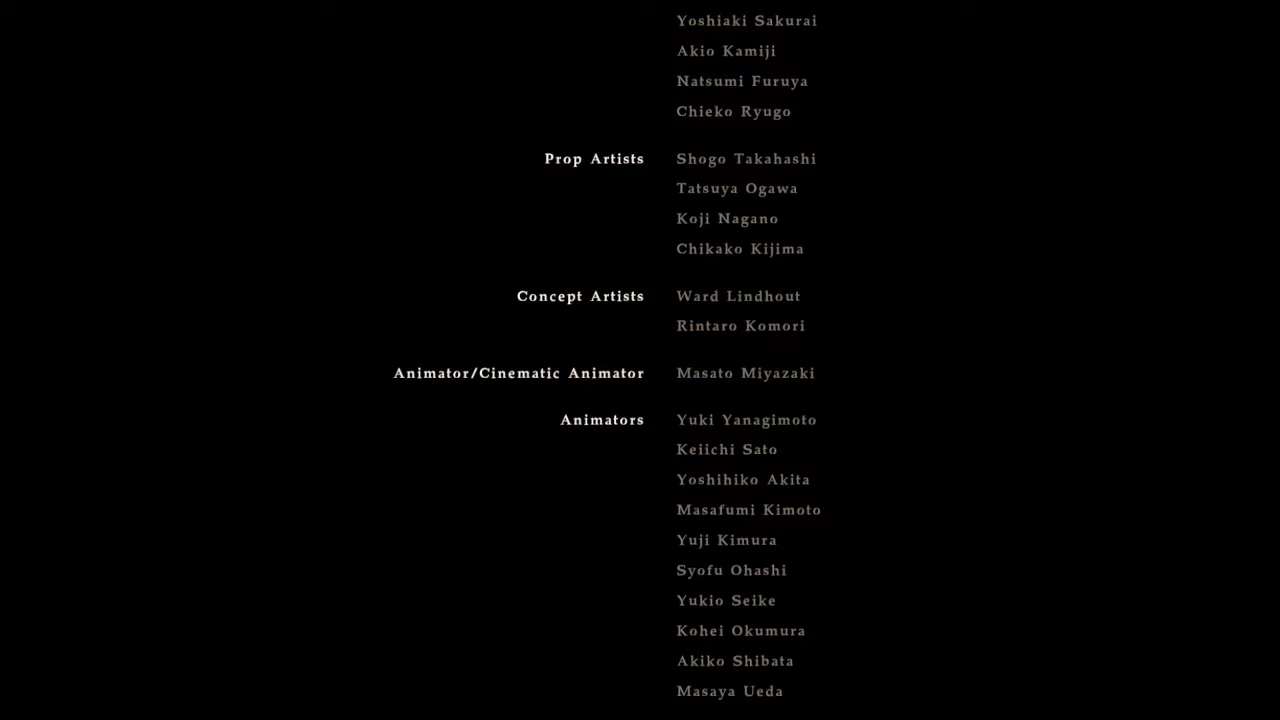 Yoshiaki Sakurai
Akio Kamiji
Natsumi Furuya
Chieko Ryugo
Prop Artists Shogo Takahashi
Tatsuya Ogawa
Koji Nagano
Chikako Kijima
Concept Artists Ward Lindhout
Rintaro Komori
Animator/Cinematic Animator Masato Miyazaki
Animators Yuki Yanagimoto
Keiichi Sato
Yoshihiko Akita
Masafumi Kimoto
Yuji Kimura
Syofu Ohashi
Yukio Seike
Kohei Okumura
Akiko Shibata
Masaya Ueda